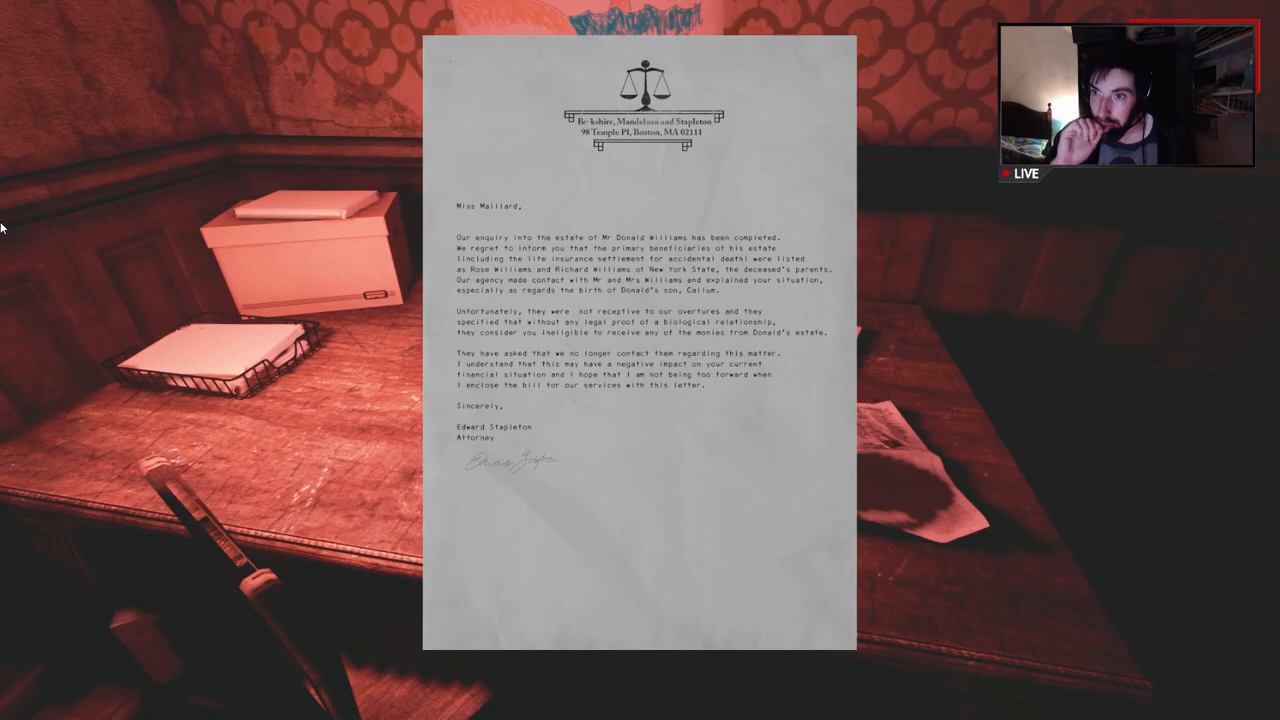 Berkshire, Mandelson and Stapleton
98 Temple Pl, Boston, MA 02111
LIVE
Miss Maillard,
Our enquiry into the estate of Mr Donald Williams has been completed.
We regret to inform you that the primary beneficiaries of his estate
(including the life insurance settlement for accidental death) were listed
as Rose Williams and Richard Williams of New York State, the deceased's parents.
Our agency made contact with Mr and Mrs Williams and explained your situation,
especially as regards the birth of Donald's son, Callum.
Unfortunately, they were  not receptive to our overtures and they
specified that without any legal proof of a biological relationship,
they consider you ineligible to receive any of the monies from Donald's estate.
They have asked that we no longer contact them regarding this matter.
I understand that this may have a negative impact on your current
financial situation and I hope that I am not being too forward when
I enclose the bill for our services with this letter.
Sincerely,
Edward Stapleton
Attorney